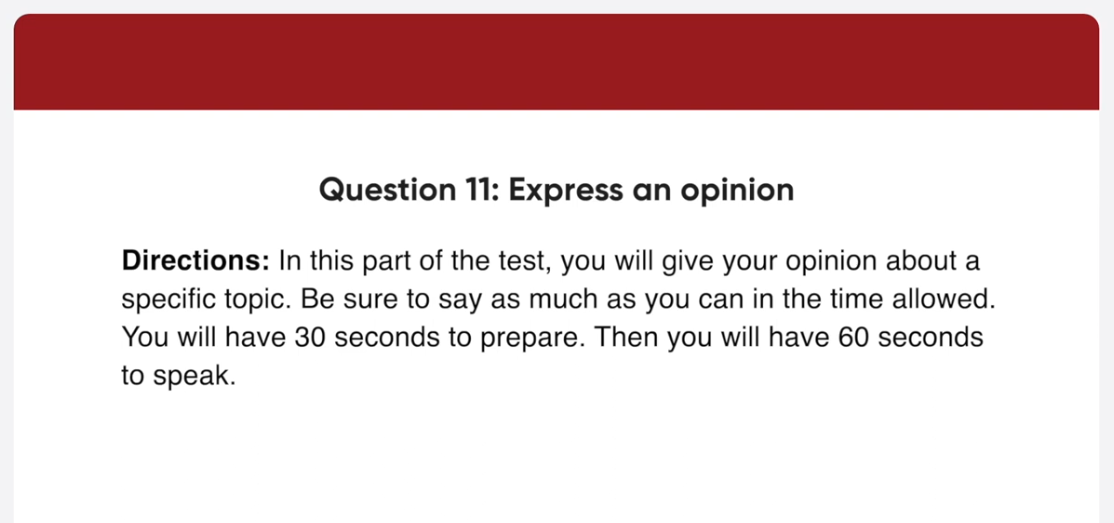 Question 11: Express an opinion
Directions: In this part of the test, you will give your opinion about a
specific topic. Be sure to say as much as you can in the time allowed.
You will have 30 seconds to prepare. Then you will have 60 seconds
to speak.